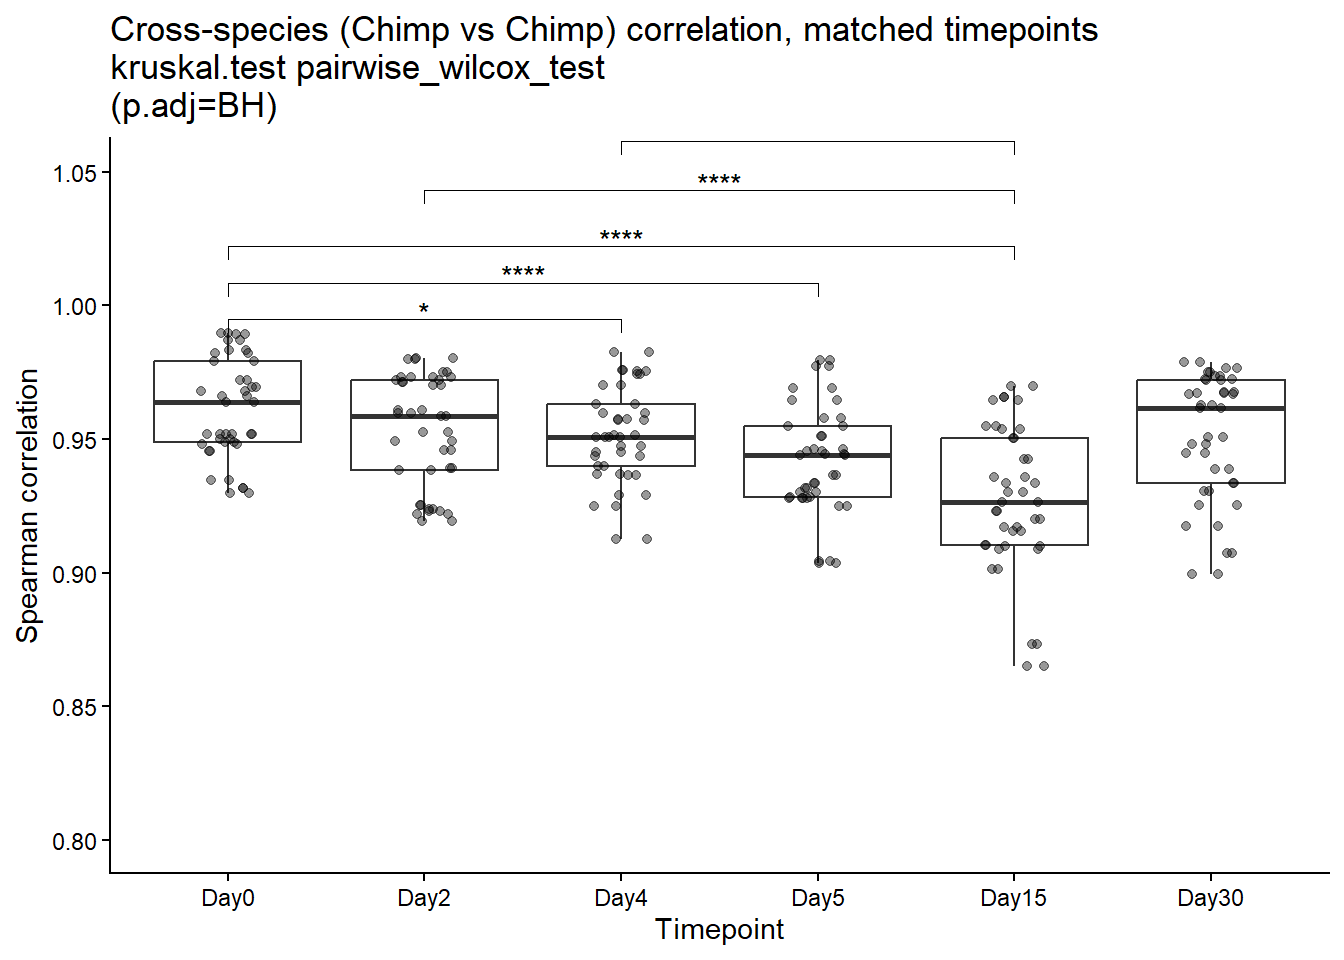 Cross-species (Chimp vs Chimp) correlation, matched timepoints
kruskal.test pairwise_wilcox_test
(p.adj=BH)
1.05
1.00
0.95
0.90
0.85
0.80
Spearman correlation
****
****
****
*
Day0 Day2 Day4 Day5 Day15 Day30
Timepoint